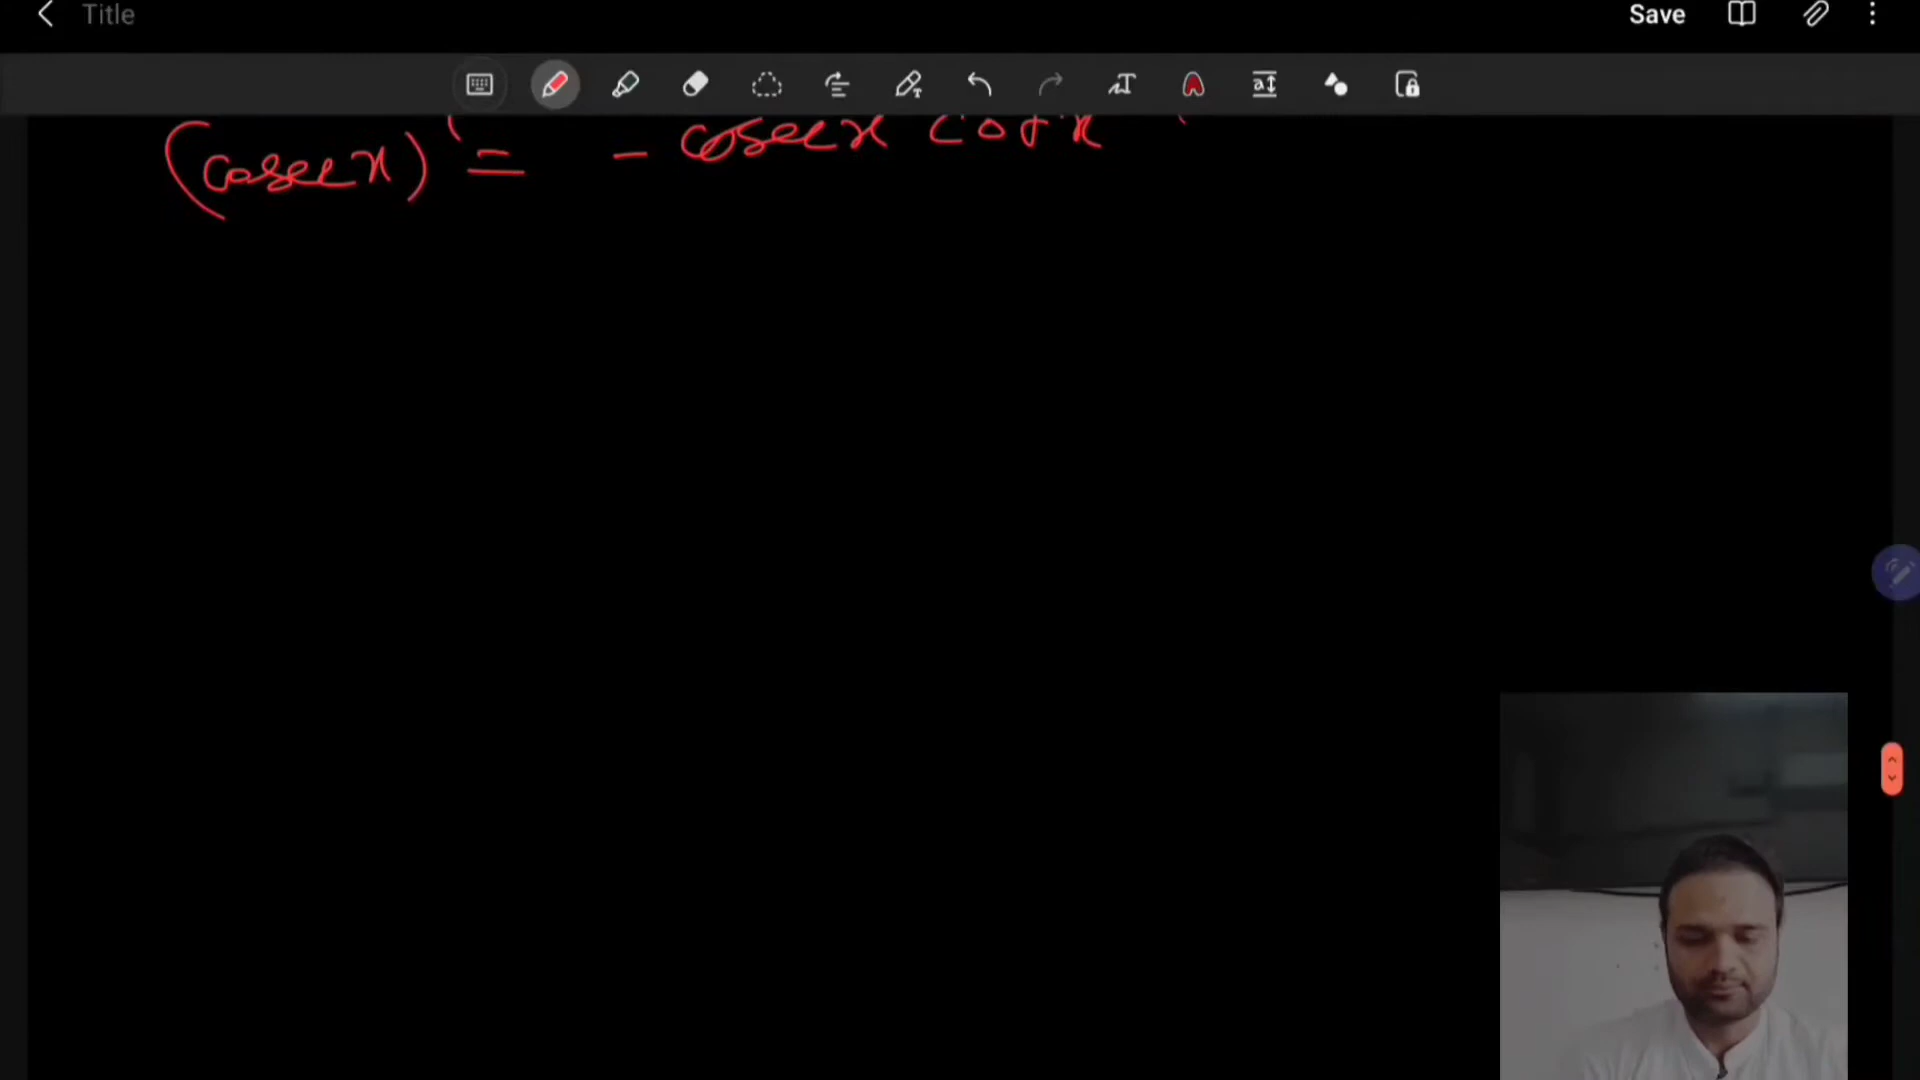 Title Save
(cosec x)' = - cosec x cot x